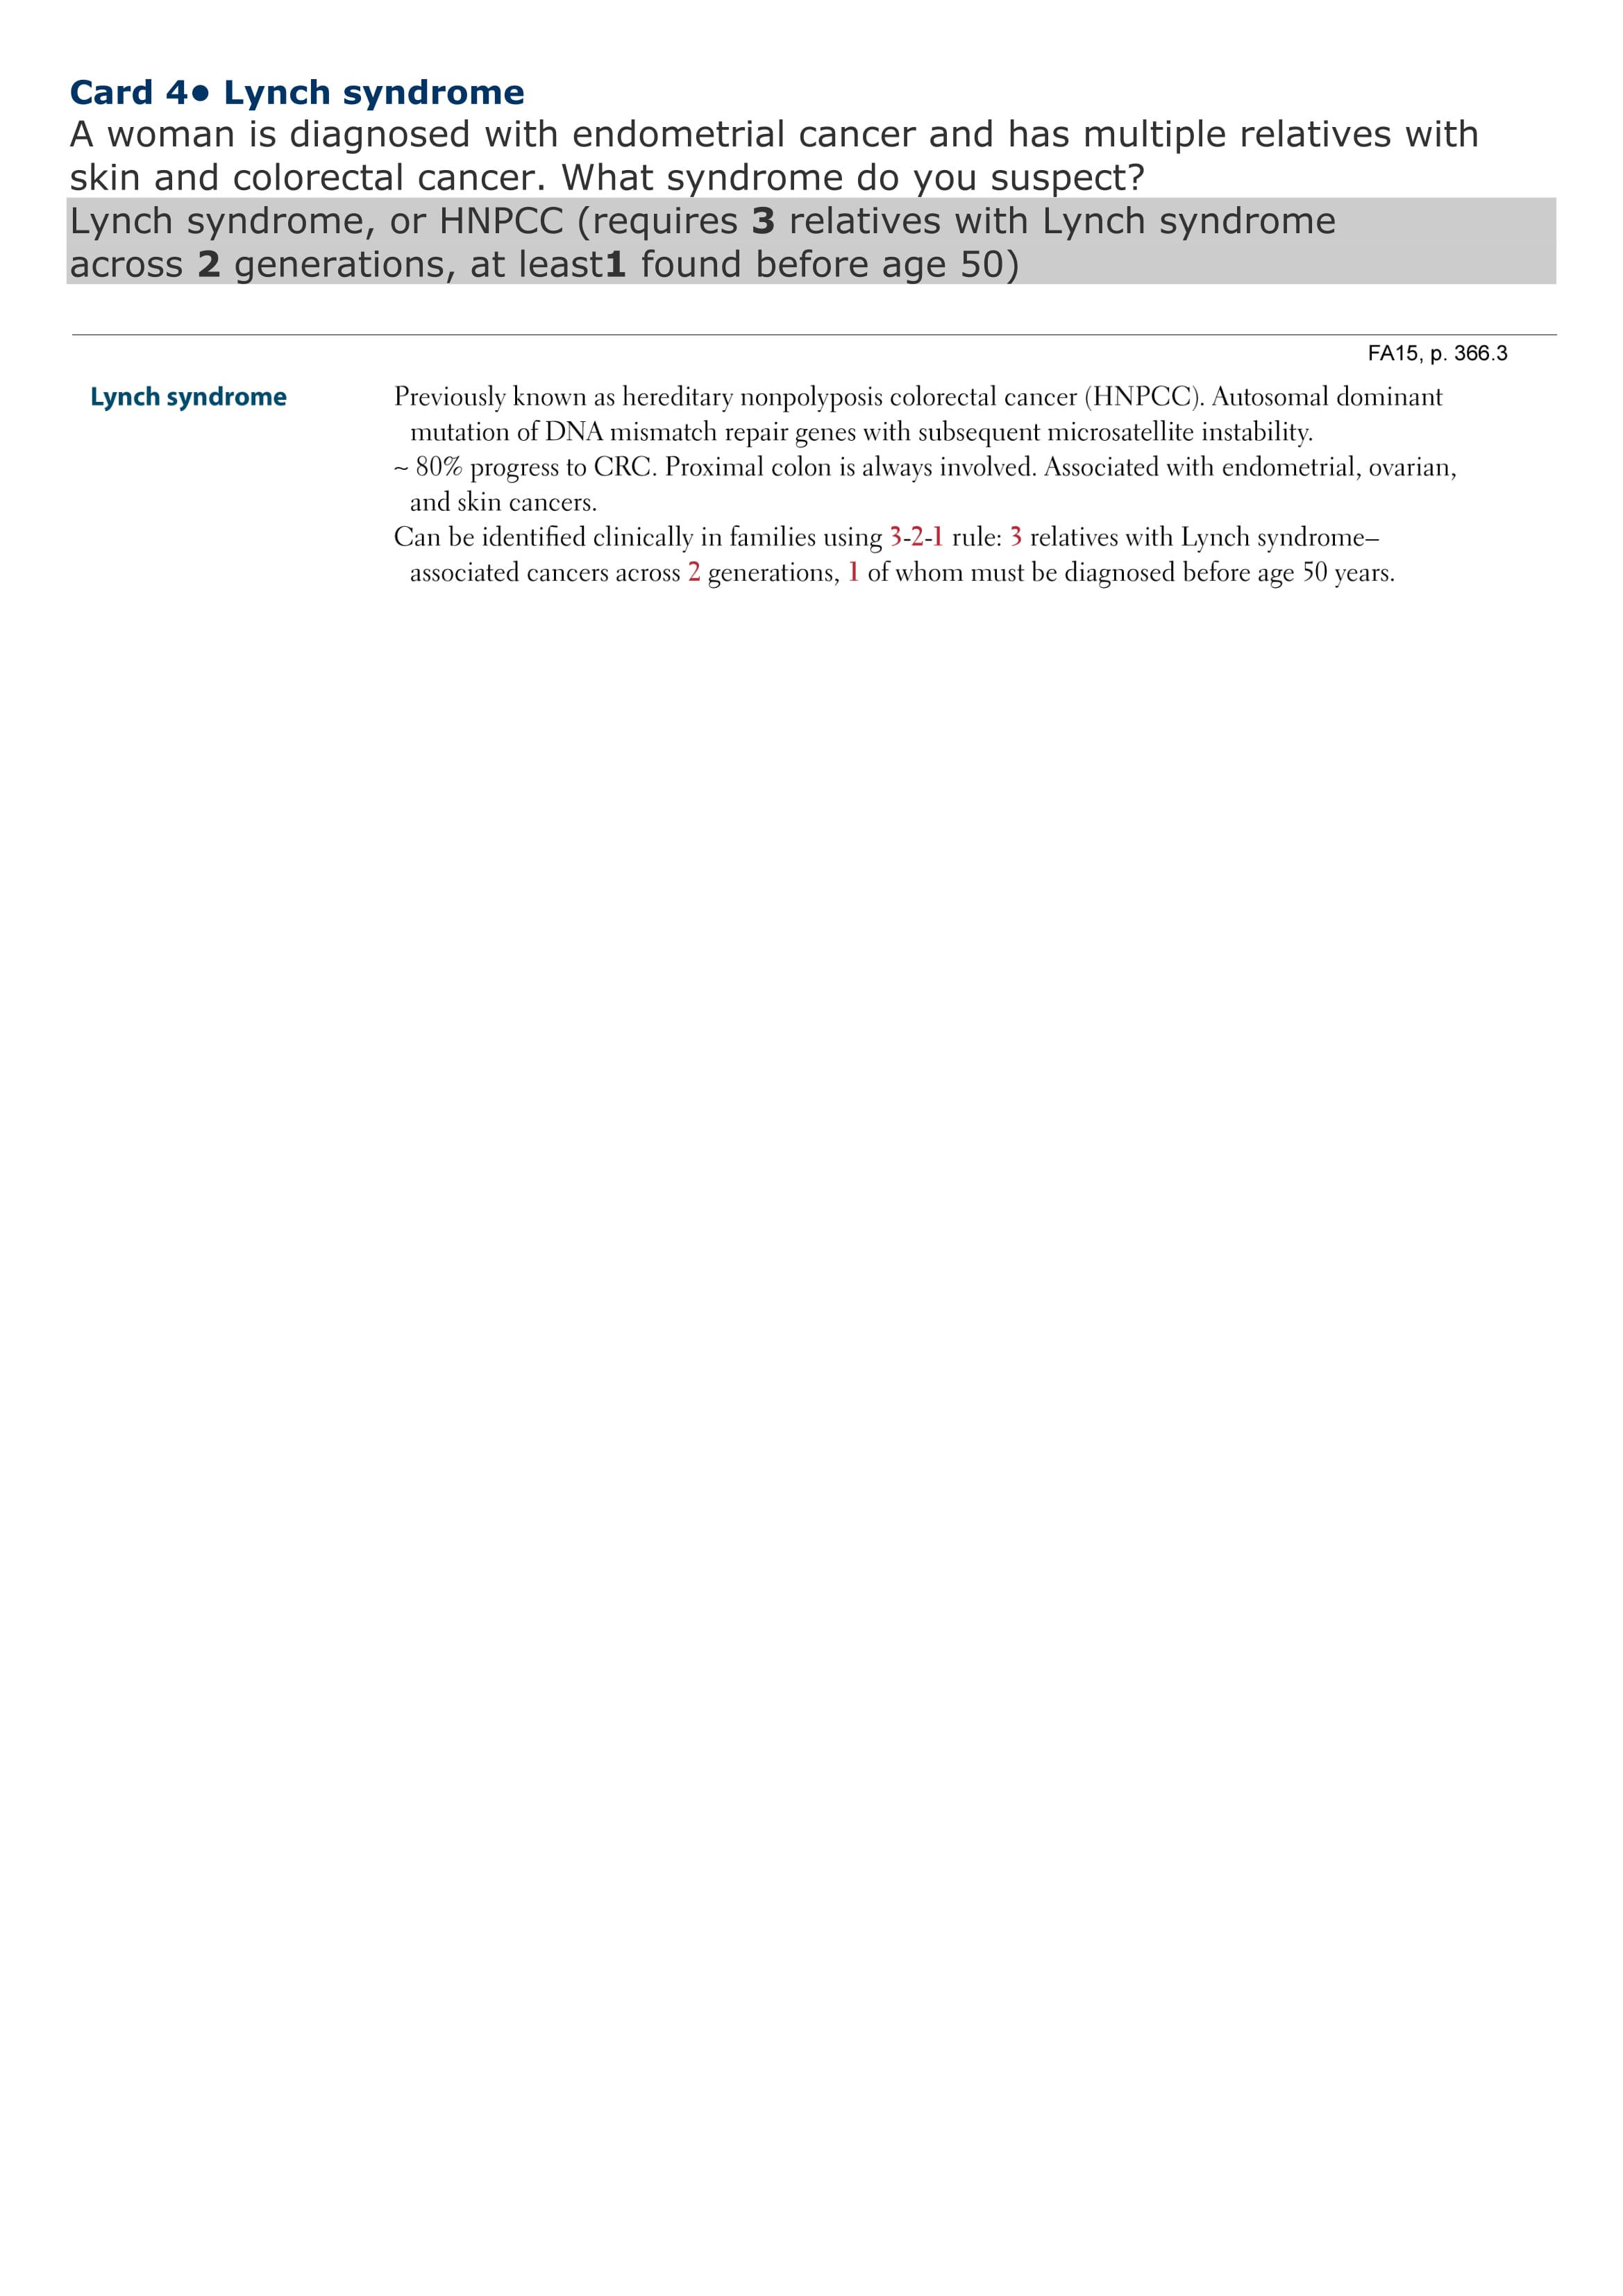 Card 4● Lynch syndrome
A woman is diagnosed with endometrial cancer and has multiple relatives with
skin and colorectal cancer. What syndrome do you suspect?
Lynch syndrome, or HNPCC (requires 3 relatives with Lynch syndrome
across 2 generations, at least1 found before age 50)
FA15, p. 366.3
Lynch syndrome
Previously known as hereditary nonpolyposis colorectal cancer (HNPCC). Autosomal dominant
mutation of DNA mismatch repair genes with subsequent microsatellite instability.
~ 80% progress to CRC. Proximal colon is always involved. Associated with endometrial, ovarian,
and skin cancers.
Can be identified clinically in families using 3-2-1 rule: 3 relatives with Lynch syndrome–
associated cancers across 2 generations, 1 of whom must be diagnosed before age 50 years.